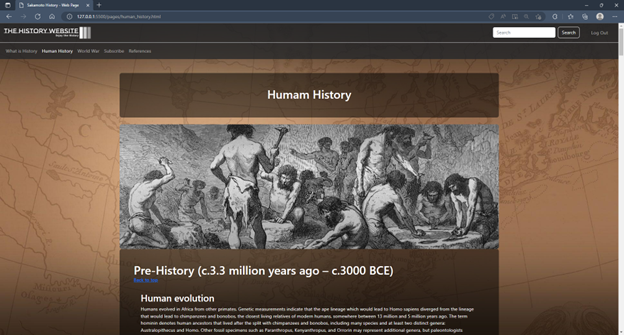 Sakamoto History - Web Page
127.0.0.1:5500/pages/human_history.html
THE.HISTORY.WEBSITE
Search Search Log Out
What is History Human History World War Subscribe References
Humam History
Pre-History (c.3.3 million years ago – c.3000 BCE)
Back to top
Human evolution
Humans evolved in Africa from other primates. Genetic measurements indicate that the ape lineage which would lead to Homo sapiens diverged from the lineage
that would lead to chimpanzees and bonobos, the closest living relatives of modern humans, somewhere between 13 million and 5 million years ago. The term
hominin denotes human ancestors that lived after the split with chimpanzees and bonobos, including many species and at least two distinct genera:
Australopithecus and Homo. Other fossil specimens such as Paranthropus, Kenyanthropus, and Orrorin may represent additional genera, but paleontologists